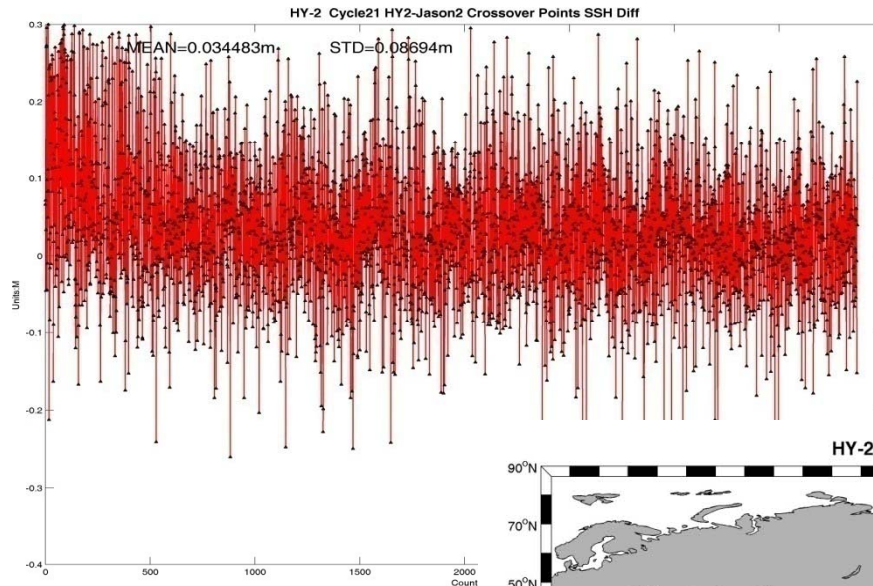 HY-2 Cycle21 HY2-Jason2 Crossover Points SSH Diff
MEAN=0.034483m STD=0.08694m
0.3
0.2
0.1
0
-0.1
-0.2
-0.3
-0.4
Units:M
0 500 1000 1500 2000
Count
HY-2
90°N
70°N
50°N